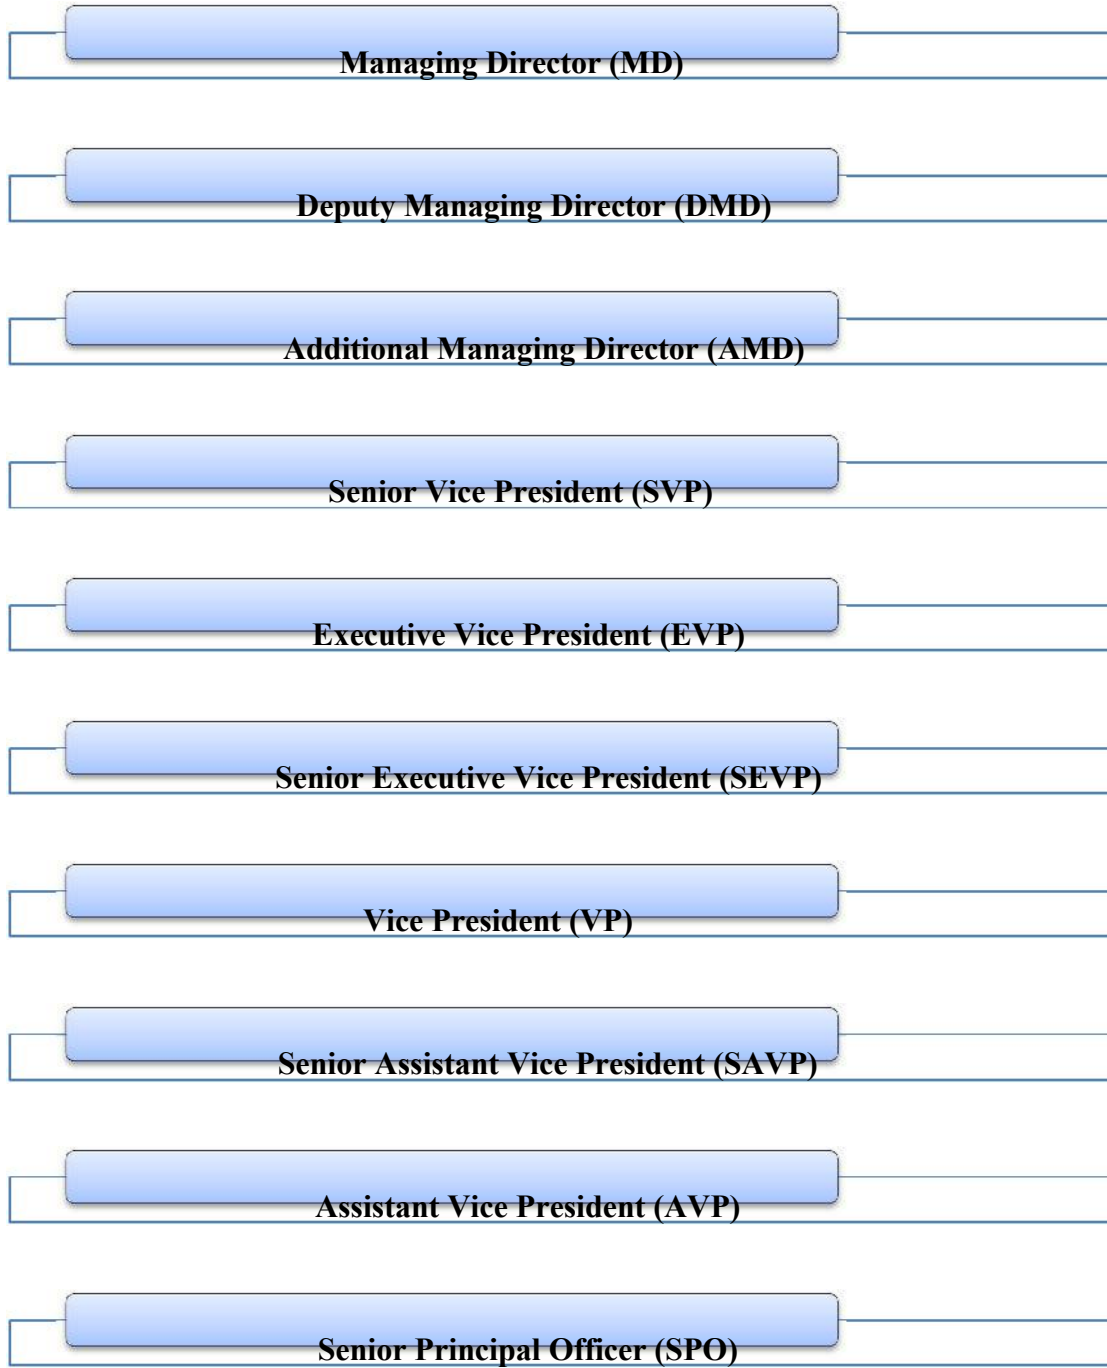 Managing Director (MD)
Deputy Managing Director (DMD)
Additional Managing Director (AMD)
Senior Vice President (SVP)
Executive Vice President (EVP)
Senior Executive Vice President (SEVP)
Vice President (VP)
Senior Assistant Vice President (SAVP)
Assistant Vice President (AVP)
Senior Principal Officer (SPO)